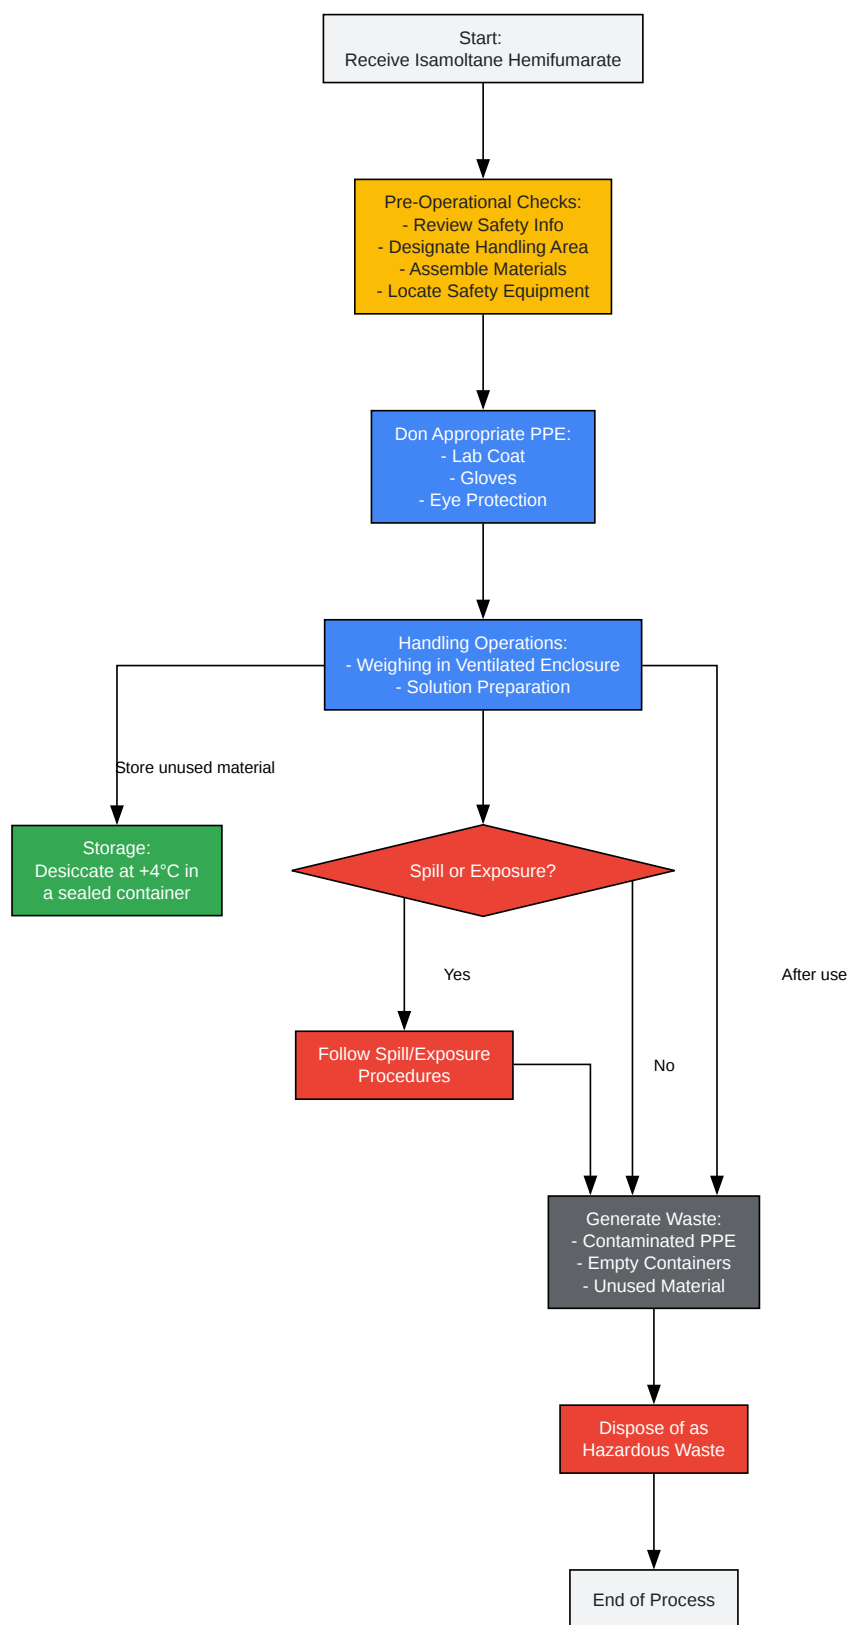 Start:
Receive Isamoltane Hemifumarate
Pre-Operational Checks:
- Review Safety Info
- Designate Handling Area
- Assemble Materials
- Locate Safety Equipment
Don Appropriate PPE:
- Lab Coat
- Gloves
- Eye Protection
Handling Operations:
- Weighing in Ventilated Enclosure
- Solution Preparation
Store unused material
Storage:
Desiccate at +4°C in
a sealed container
Spill or Exposure?
Yes
After use
Follow Spill/Exposure
Procedures
No
Generate Waste:
- Contaminated PPE
- Empty Containers
- Unused Material
Dispose of as
Hazardous Waste
End of Process